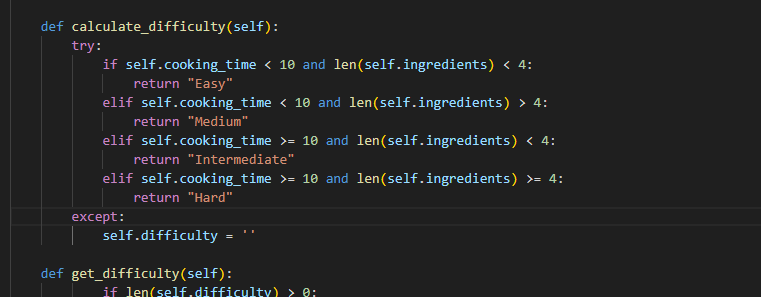 def calculate_difficulty(self):
try:
if self.cooking_time < 10 and len(self.ingredients) < 4:
return "Easy"
elif self.cooking_time < 10 and len(self.ingredients) > 4:
return "Medium"
elif self.cooking_time >= 10 and len(self.ingredients) < 4:
return "Intermediate"
elif self.cooking_time >= 10 and len(self.ingredients) >= 4:
return "Hard"
except:
self.difficulty = ''
def get_difficulty(self):
if len(self.difficulty) > 0: